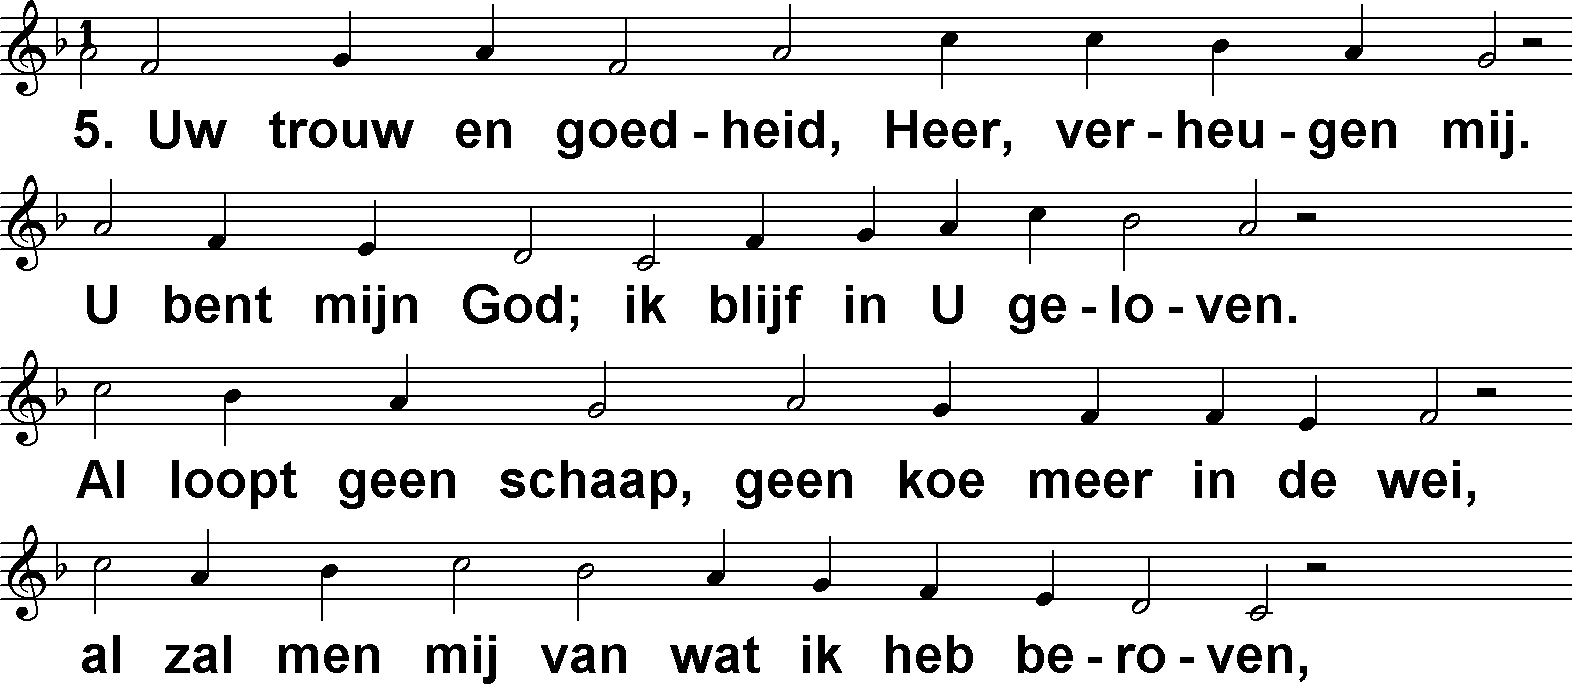 1
5. Uw trouw en goed - heid, Heer, ver - heu - gen mij.
U bent mijn God; ik blijf in U ge - lo - ven.
Al loopt geen schaap, geen koe meer in de wei,
al zal men mij van wat ik heb be - ro - ven,